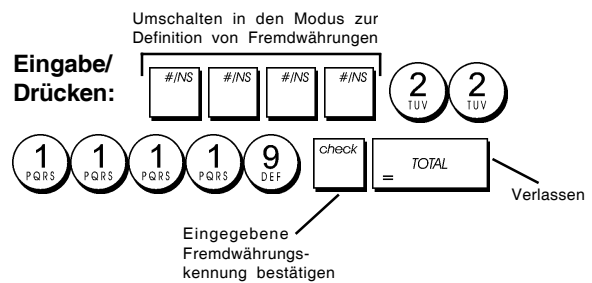 Umschalten in den Modus zur
Definition von Fremdwährungen
Eingabe/
Drücken:
#/NS #/NS #/NS #/NS 2 TUV 2 TUV
1 PQRS 1 PQRS 1 PQRS 1 PQRS 9 DEF check = TOTAL
Verlassen
Eingegebene
Fremdwährungs-
kennung bestätigen